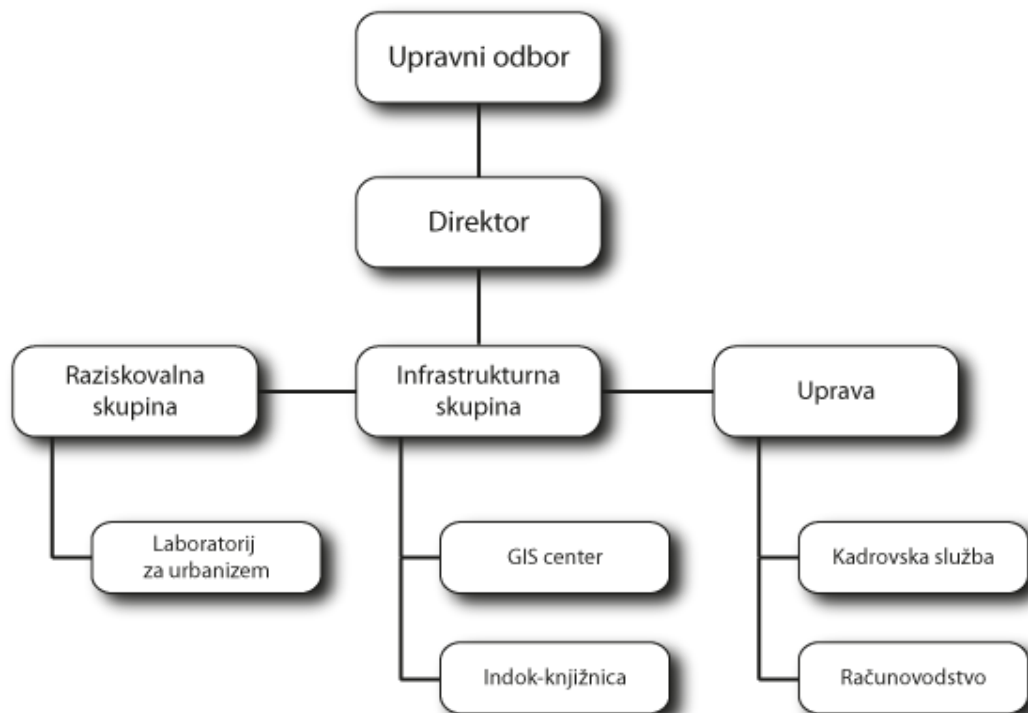 Upravni odbor
Direktor
Raziskovalna
skupina
Infrastrukturna
skupina
Uprava
Laboratorij
za urbanizem
GIS center
Kadrovska služba
Indok-knjižnica
Računovodstvo